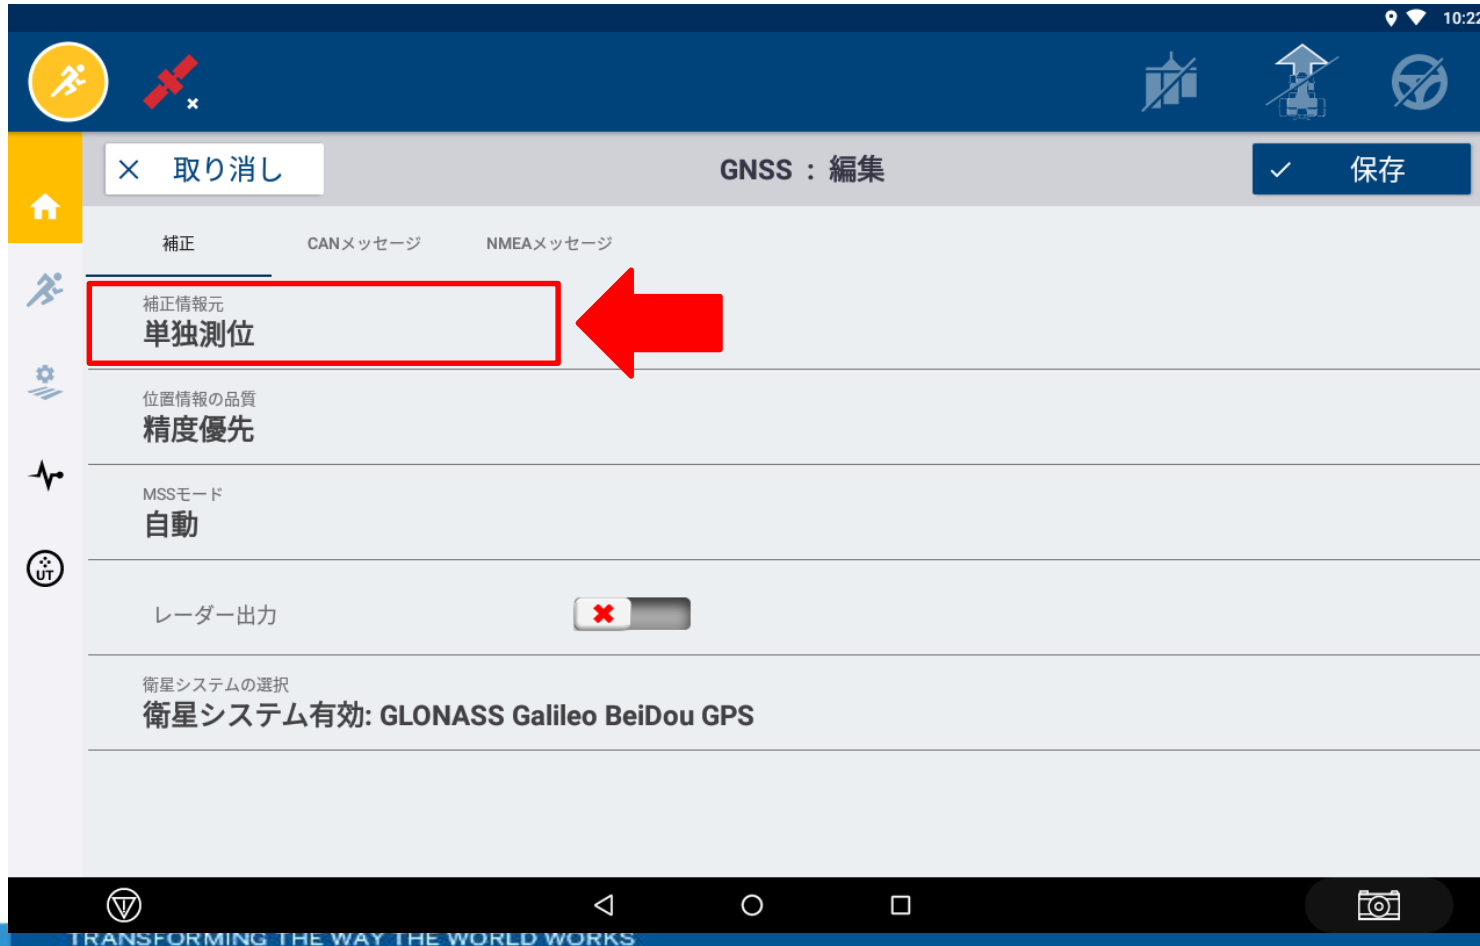 10:22
取り消し
GNSS : 編集
保存
補正 CANメッセージ NMEAメッセージ
補正情報元
単独測位
位置情報の品質
精度優先
MSSモード
自動
UT
レーダー出力
衛星システムの選択
衛星システム有効: GLONASS Galileo BeiDou GPS
TRANSFORMING THE WAY THE WORLD WORKS